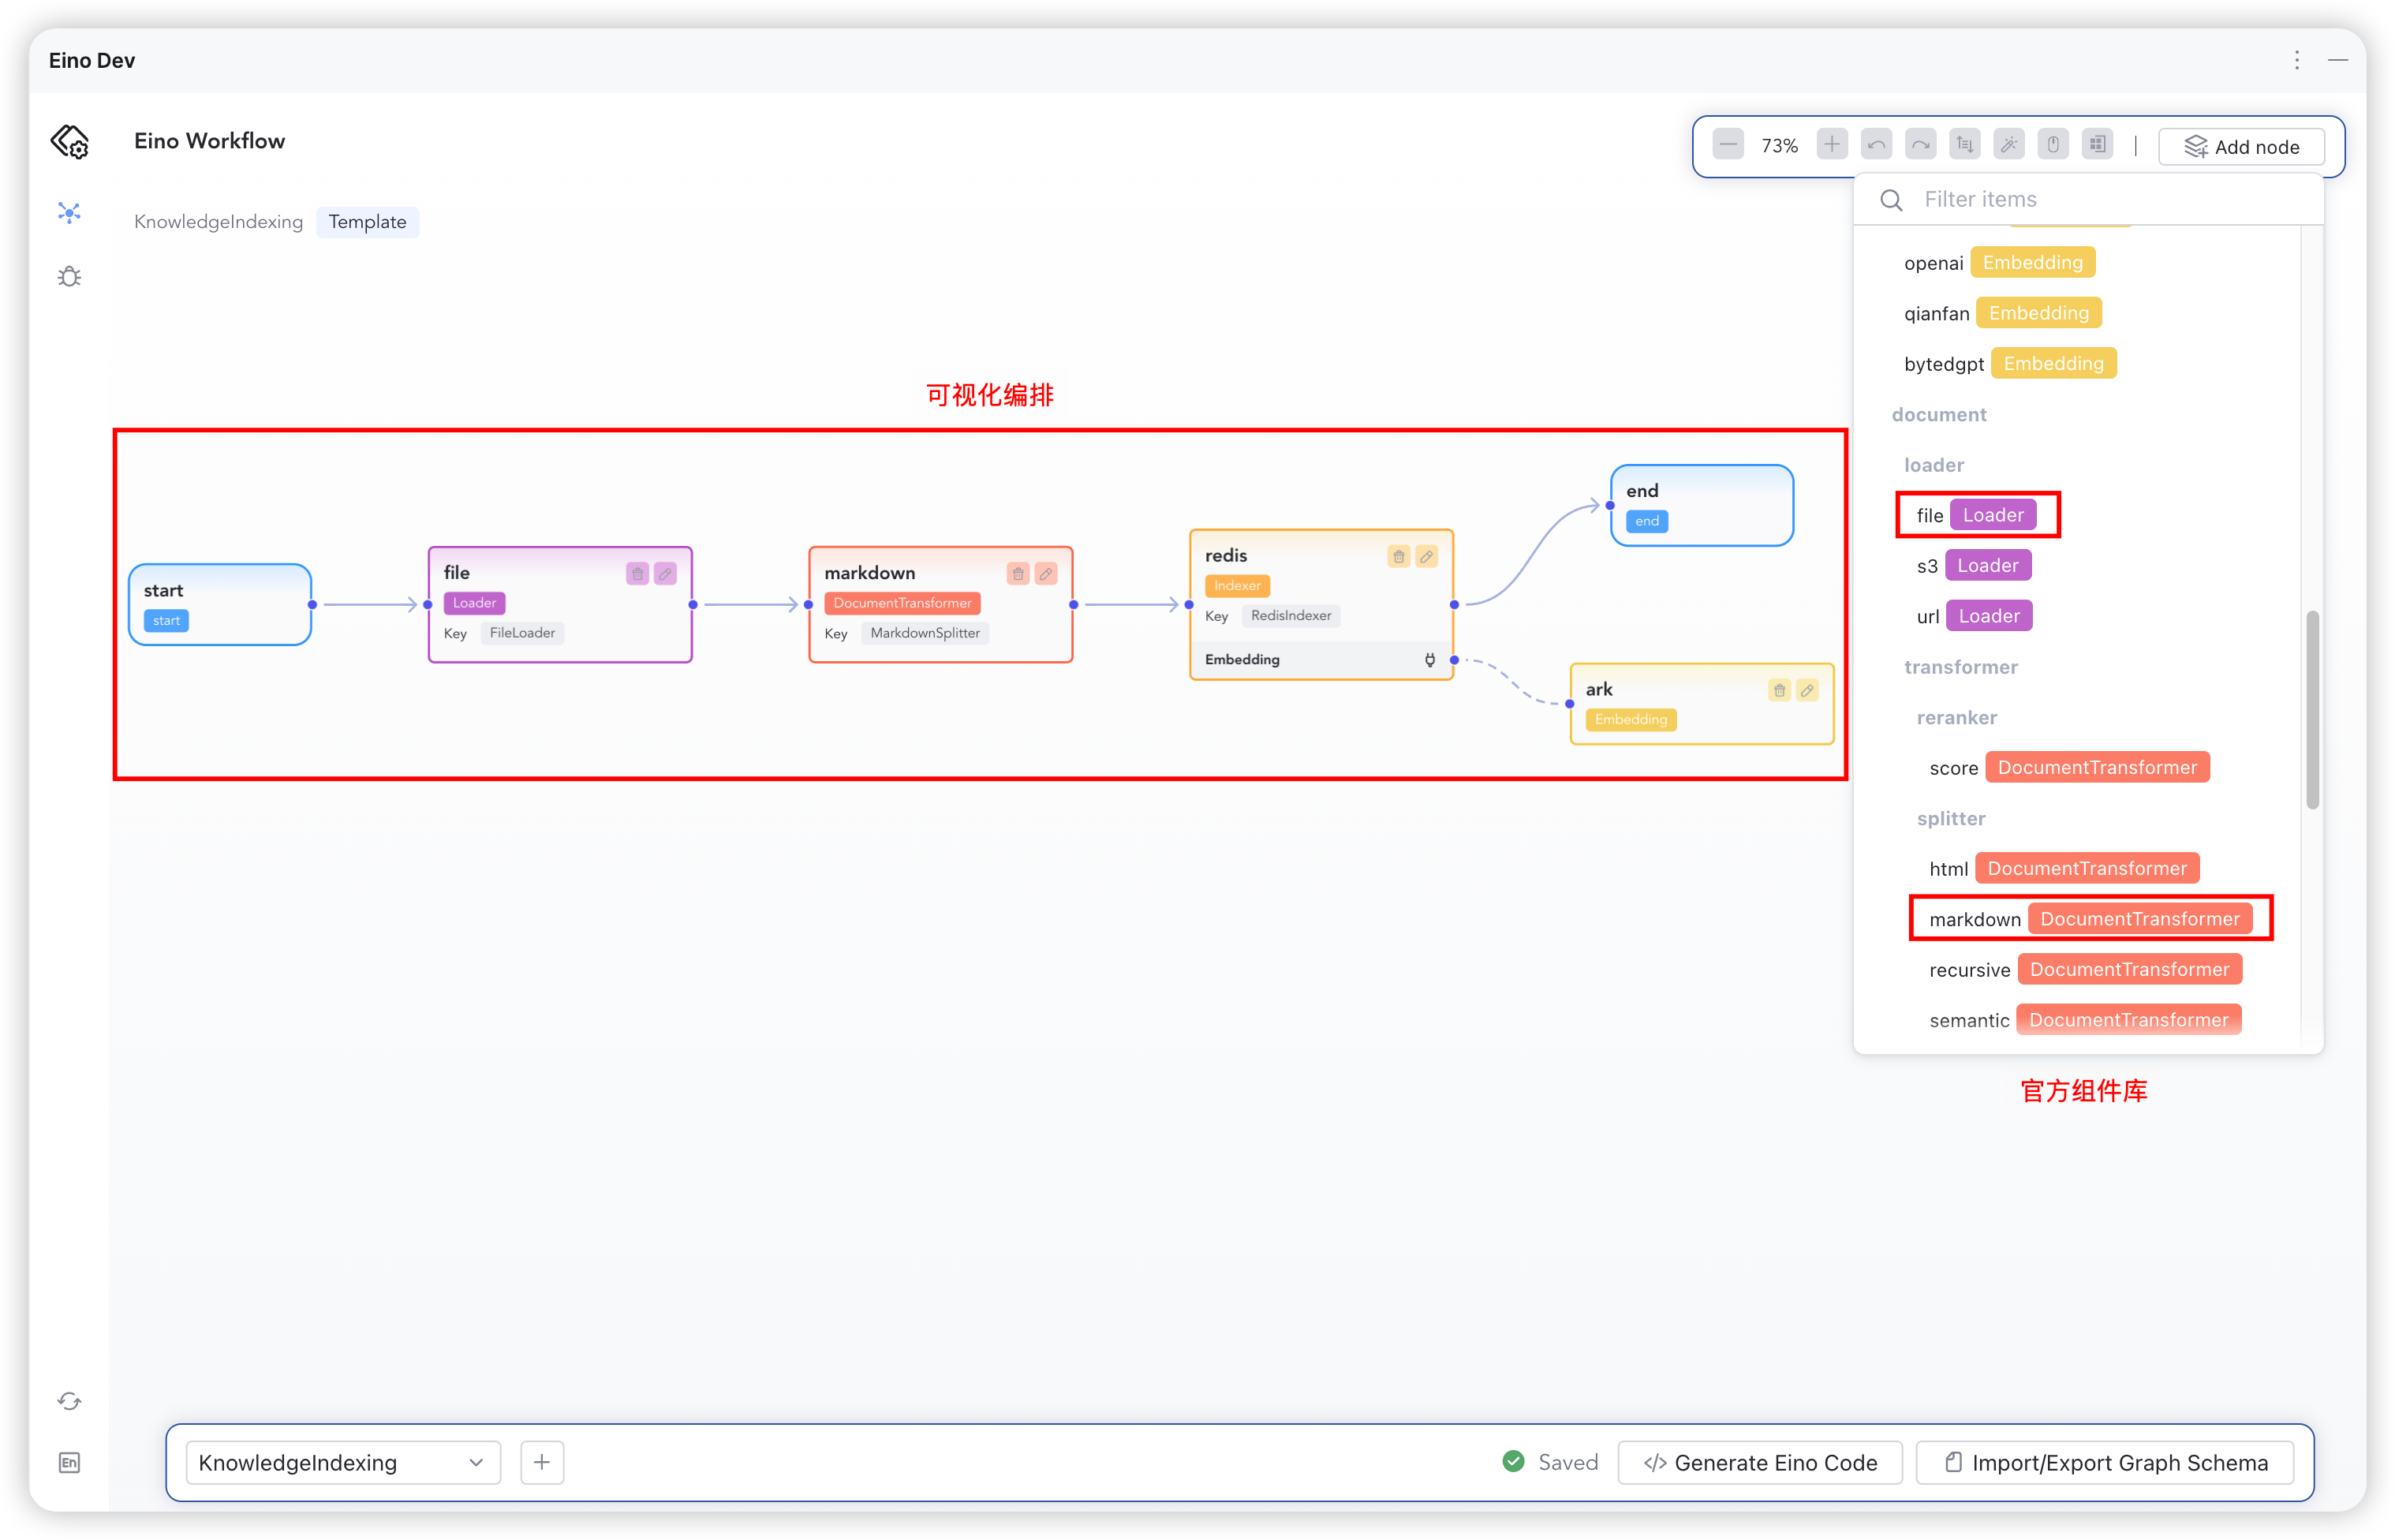 Eino Dev
Eino Workflow
73%
Add node
KnowledgeIndexing Template
Filter items
openai Embedding
qianfan Embedding
bytedgpt Embedding
document
loader
file Loader
s3 Loader
url Loader
transformer
reranker
score DocumentTransformer
splitter
html DocumentTransformer
markdown DocumentTransformer
recursive DocumentTransformer
semantic DocumentTransformer
官方组件库
可视化编排
start
start
file
Loader
Key FileLoader
markdown
DocumentTransformer
Key MarkdownSplitter
redis
Indexer
Key RedisIndexer
Embedding
end
end
ark
Embedding
En
KnowledgeIndexing
Saved
</> Generate Eino Code
Import/Export Graph Schema